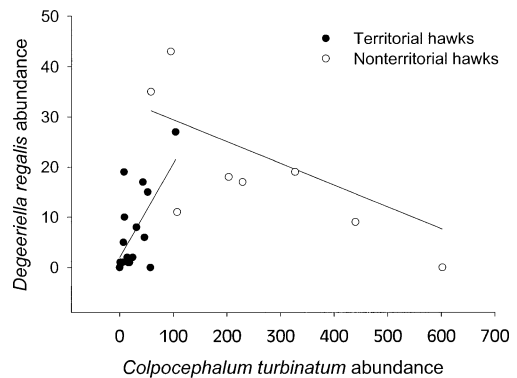 50
40
30
20
10
0
Degeeriella regalis abundance
Territorial hawks
Nonterritorial hawks
0 100 200 300 400 500 600 700
Colpocephalum turbinatum abundance